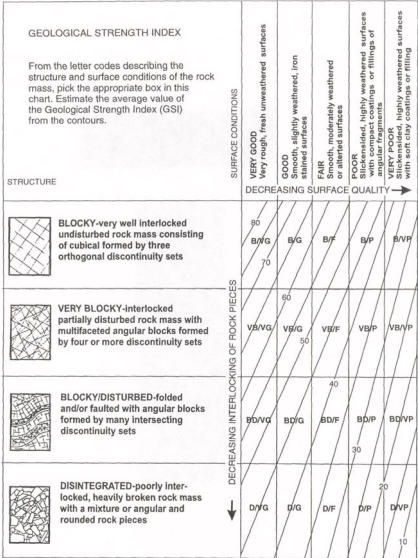 GEOLOGICAL STRENGTH INDEX
From the letter codes describing the
structure and surface conditions of the rock
mass, pick the appropriate box in this
chart. Estimate the average value of
the Geological Strength Index (GSI)
from the contours.
STRUCTURE
SURFACE CONDITIONS
VERY GOOD
Very rough, fresh unweathered surfaces
GOOD
Smooth, slightly weathered, iron
stained surfaces
FAIR
Smooth, moderately weathered
or alterted surfaces
POOR
Slickensided, highly weathered surfaces
with compact coatings or fillings of
angular fragments
VERY POOR
Slickensided, highly weathered surfaces
with soft clay coatings or filling
DECREASING SURFACE QUALITY
DECREASING INTERLOCKING OF ROCK PIECES
BLOCKY-very well interlocked
undisturbed rock mass consisting
of cubical formed by three
orthogonal discontinuity sets
80
B/VG B/G B/F B/P B/VP
70
VERY BLOCKY-interlocked
partially disturbed rock mass with
multifaceted angular blocks formed
by four or more discontinuity sets
60
VB/VG VB/G VB/F VB/P VB/VP
50
BLOCKY/DISTURBED-folded
and/or faulted with angular blocks
formed by many intersecting
discontinuity sets
40
BD/VG BD/G BD/F BD/P BD/VP
30
DISINTEGRATED-poorly inter-
locked, heavily broken rock mass
with a mixture or angular and
rounded rock pieces
20
D/VG D/G D/F D/P D/VP
10